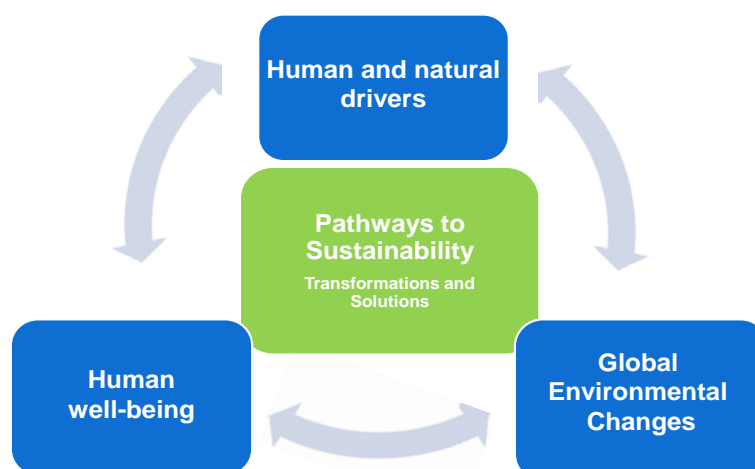 Human and natural
drivers
Pathways to
Sustainability
Transformations and
Solutions
Human
well-being
Global
Environmental
Changes